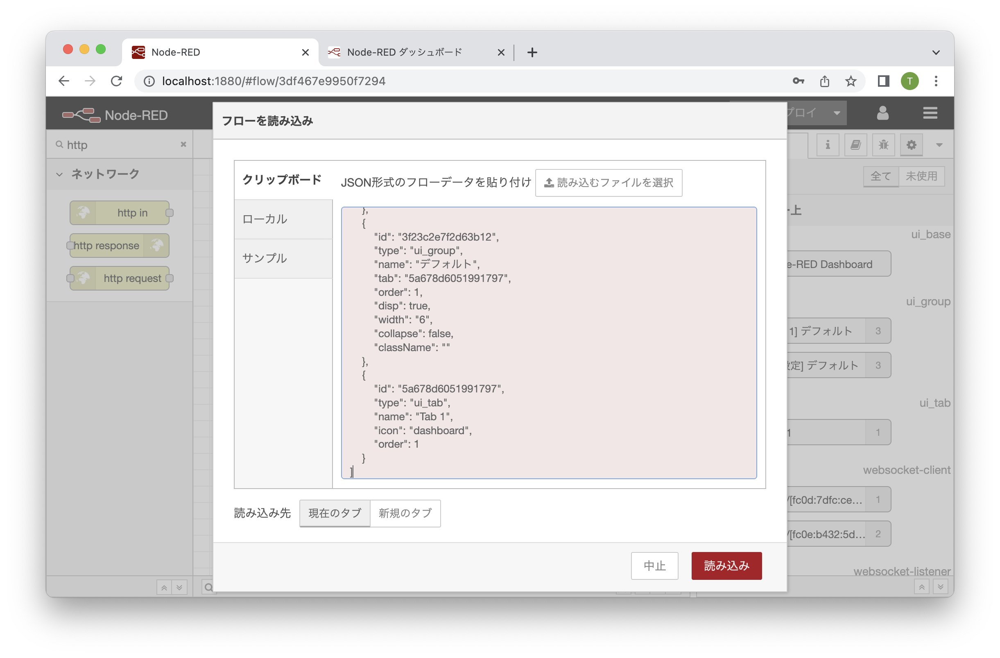 Node-RED
Node-RED ダッシュボード
localhost:1880/#flow/3df467e9950f7294
T
Node-RED
プロイ
http
ネットワーク
http in
http response
http request
フローを読み込み
クリップボード
ローカル
サンプル
JSON形式のフローデータを貼り付け
読み込むファイルを選択
},
{
"id": "3f23c2e7f2d63b12",
"type": "ui_group",
"name": "デフォルト",
"tab": "5a678d6051991797",
"order": 1,
"disp": true,
"width": "6",
"collapse": false,
"className": ""
},
{
"id": "5a678d6051991797",
"type": "ui_tab",
"name": "Tab 1",
"icon": "dashboard",
"order": 1
}
]
読み込み先
現在のタブ
新規のタブ
中止
読み込み
全て
未使用
上
ui_base
e-RED Dashboard
ui_group
1] デフォルト 3
定] デフォルト 3
ui_tab
1 1
websocket-client
/[fc0d:7dfc:ce... 1
/[fc0e:b432:5d... 2
websocket-listener